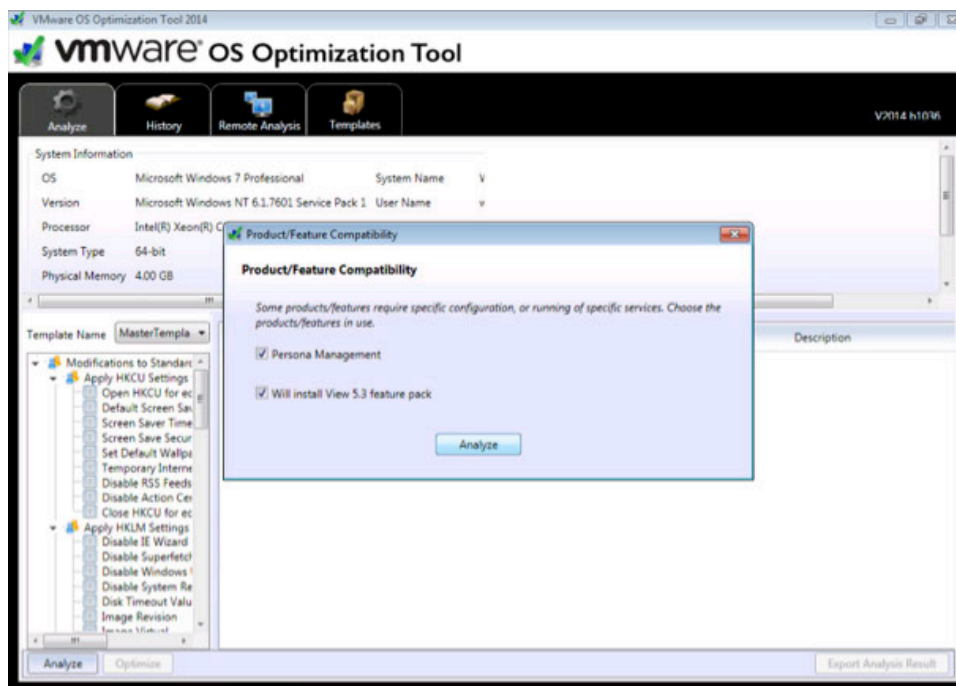 VMware OS Optimization Tool 2014
vmware OS Optimization Tool
Analyze
History
Remote Analysis
Templates
V2014 b1036
System Information
OS Microsoft Windows 7 Professional System Name V
Version Microsoft Windows NT 6.1.7601 Service Pack 1 User Name v
Processor Intel(R) Xeon(R) C
System Type 64-bit
Physical Memory 4.00 GB
Product/Feature Compatibility
Product/Feature Compatibility
Some products/features require specific configuration, or running of specific services. Choose the
products/features in use.
Persona Management
Will install View 5.3 feature pack
Analyze
Template Name MasterTempla
Description
Modifications to Standard
Apply HKCU Settings
Open HKCU for ec
Default Screen Sav
Screen Saver Time
Screen Save Secur
Set Default Wallpa
Temporary Interne
Disable RSS Feeds
Disable Action Cen
Close HKCU for ec
Apply HKLM Settings
Disable IE Wizard
Disable Superfetch
Disable Windows
Disable System Re
Disk Timeout Valu
Image Revision
Image Virtual
Analyze
Optimize
Export Analysis Result